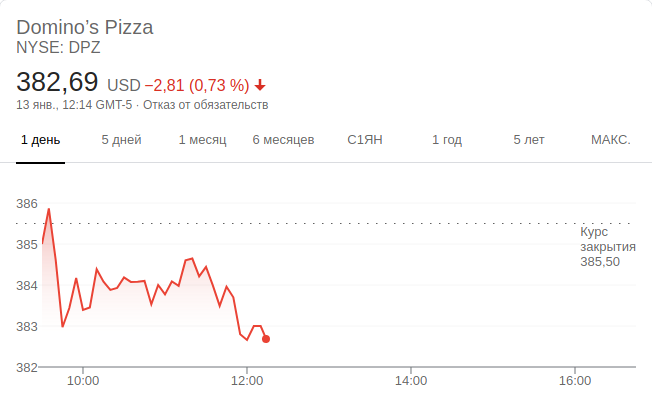 Domino’s Pizza
NYSE: DPZ
382,69 USD −2,81 (0,73 %)
13 янв., 12:14 GMT-5 · Отказ от обязательств
1 день 5 дней 1 месяц 6 месяцев С1ЯН 1 год 5 лет МАКС.
386
385
384
383
382
Курс
закрытия
385,50
10:00 12:00 14:00 16:00